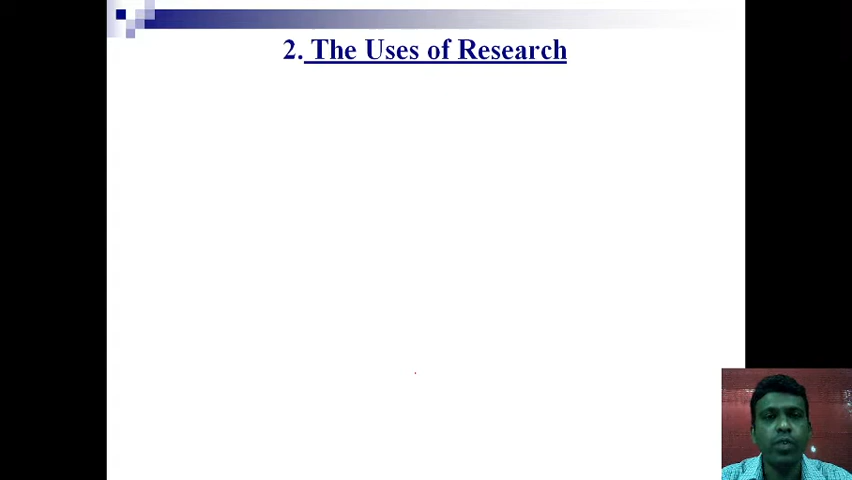 2. The Uses of Research